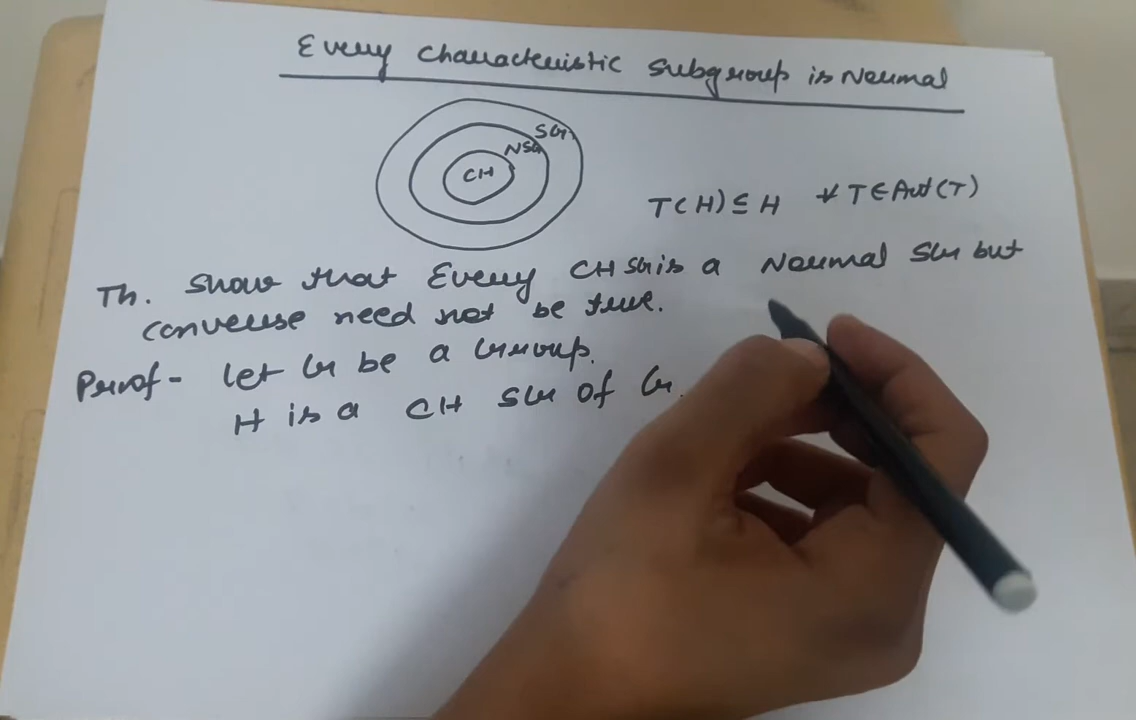 Every Characteristic Subgroup is Normal
SG
NSG
CH
T(H) ⊆ H ∀ T ∈ Aut(T)
Th. Show that Every CH SG is a Normal SG but
converse need not be true.
Proof - Let G be a Group.
H is a CH SG of G.